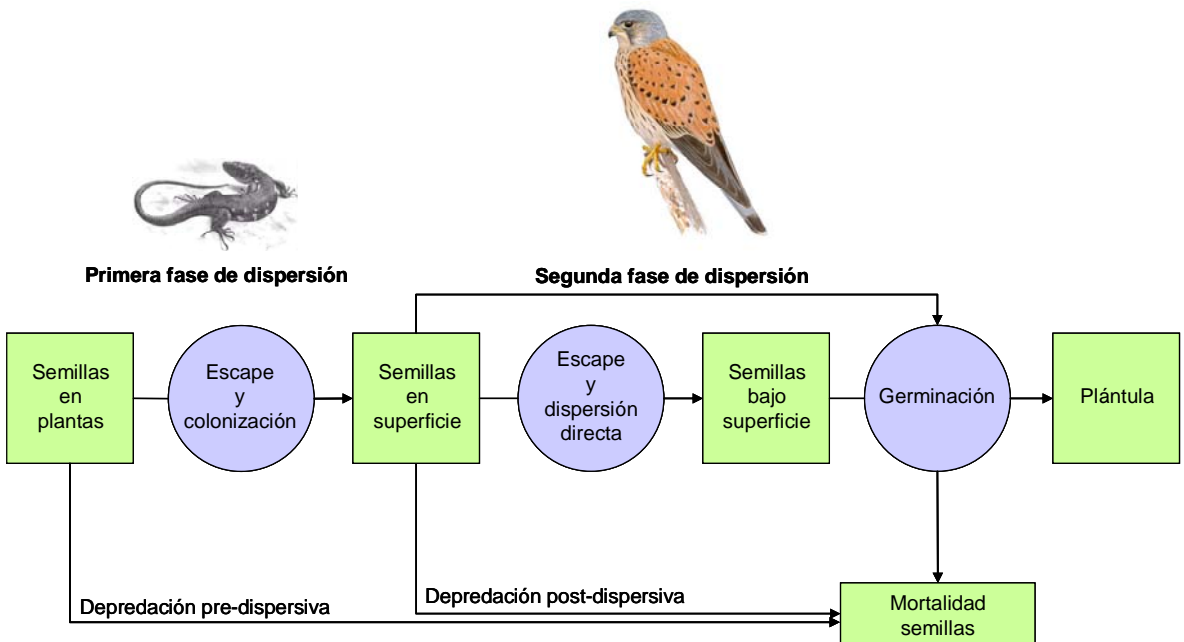 Primera fase de dispersión
Segunda fase de dispersión
Semillas
en
plantas
Escape
y
colonización
Semillas
en
superficie
Escape
y
dispersión
directa
Semillas
bajo
superficie
Germinación
Plántula
Depredación pre-dispersiva
Depredación post-dispersiva
Mortalidad
semillas